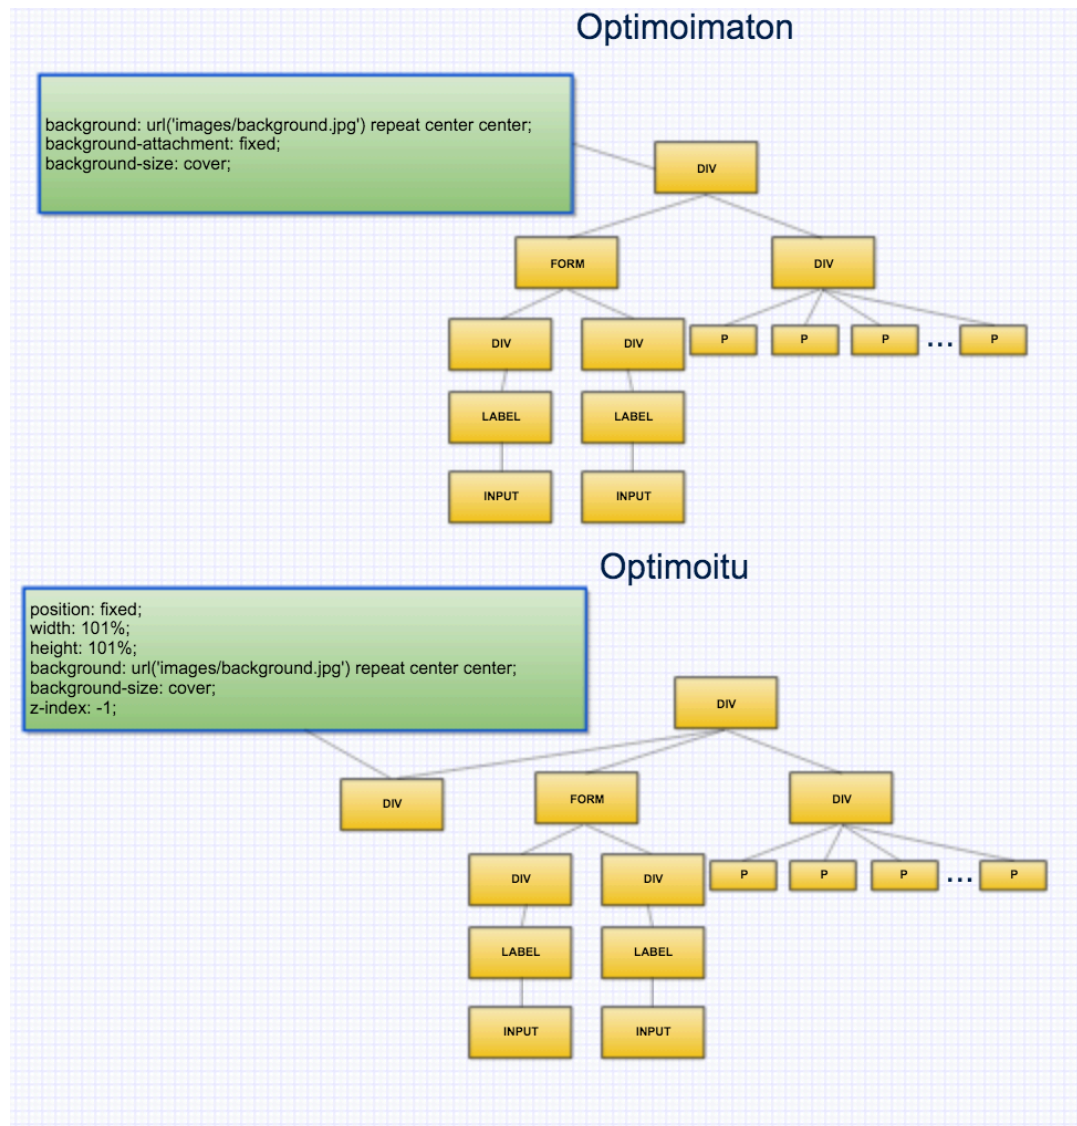 Optimoimaton
background: url('images/background.jpg') repeat center center;
background-attachment: fixed;
background-size: cover;
DIV
FORM
DIV
DIV
DIV
P
P
P
...
P
LABEL
LABEL
INPUT
INPUT
Optimoitu
position: fixed;
width: 101%;
height: 101%;
background: url('images/background.jpg') repeat center center;
background-size: cover;
z-index: -1;
DIV
DIV
FORM
DIV
DIV
DIV
P
P
P
...
P
LABEL
LABEL
INPUT
INPUT